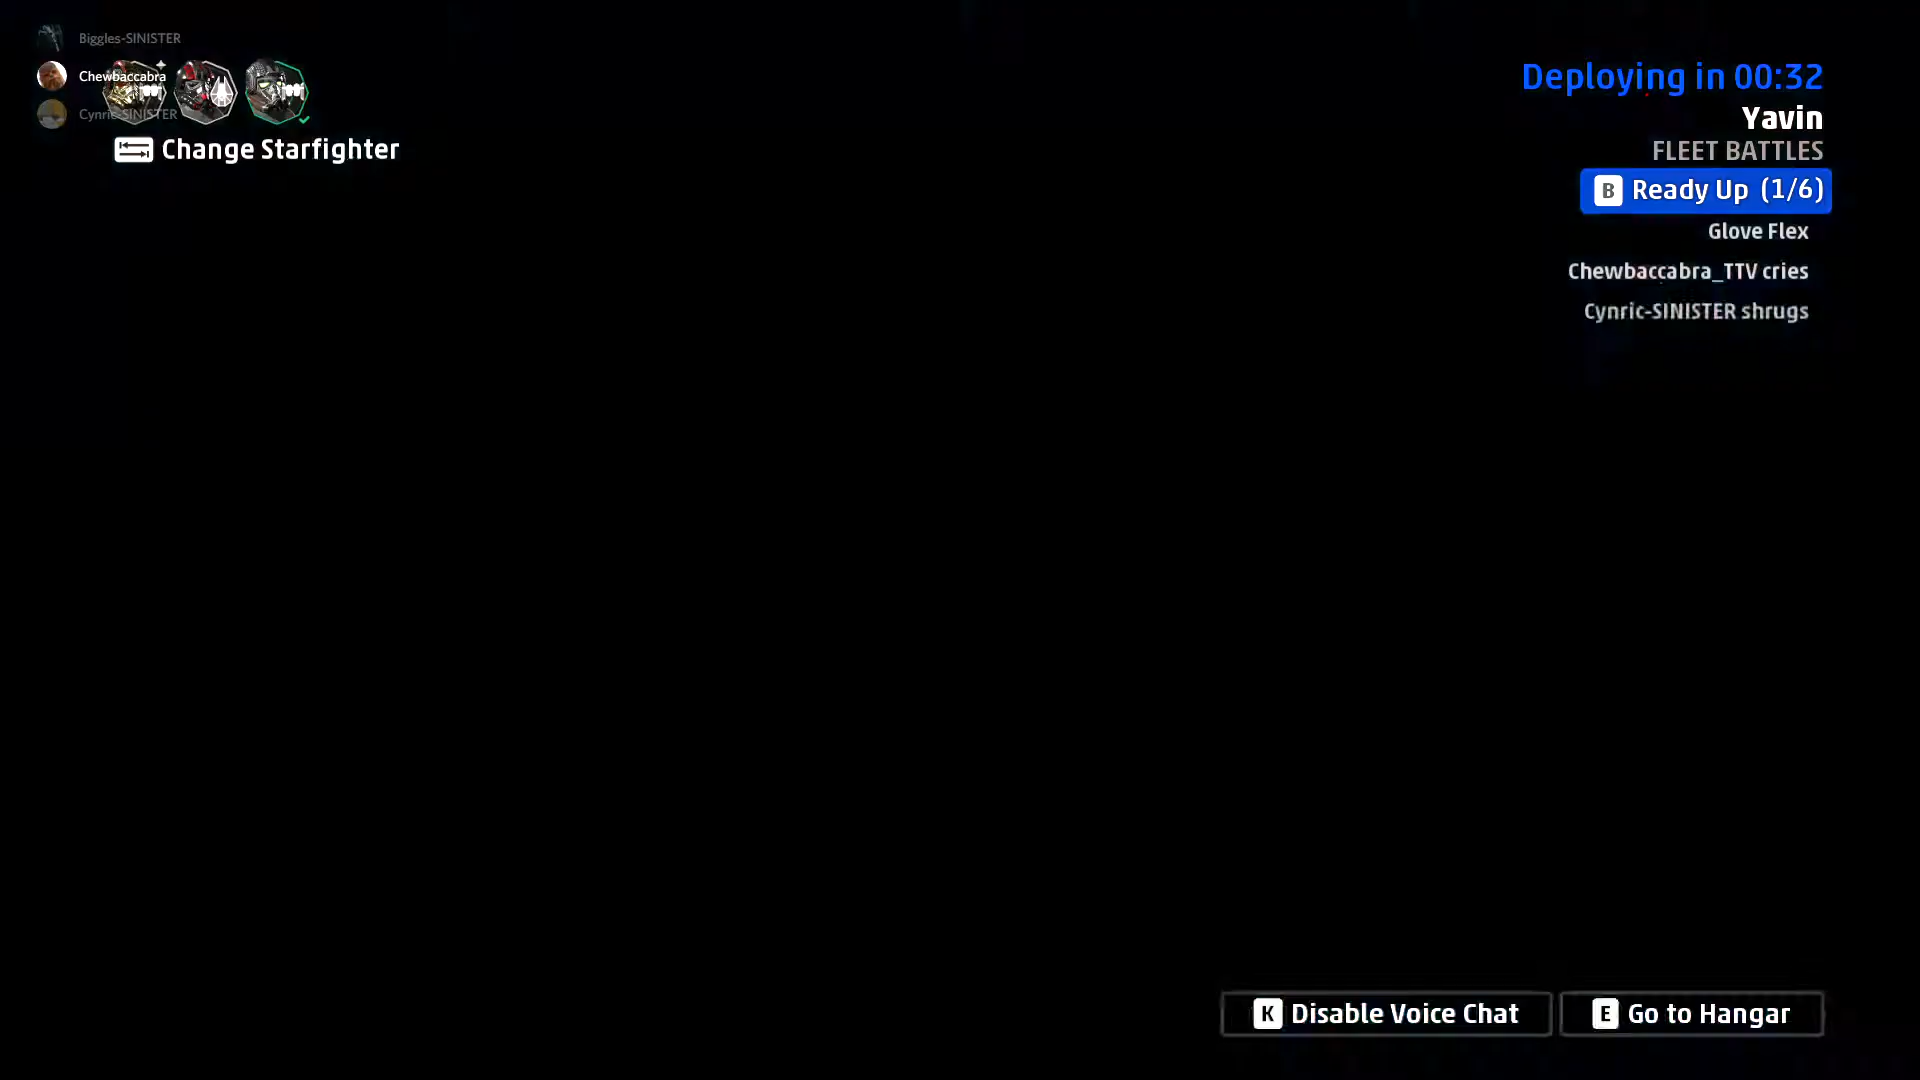 Biggles-SINISTER
Chewbaccabra
Cynric-SINISTER
Change Starfighter
Deploying in 00:32
Yavin
FLEET BATTLES
B Ready Up (1/6)
Glove Flex
Chewbaccabra_TTV cries
Cynric-SINISTER shrugs
K Disable Voice Chat
E Go to Hangar